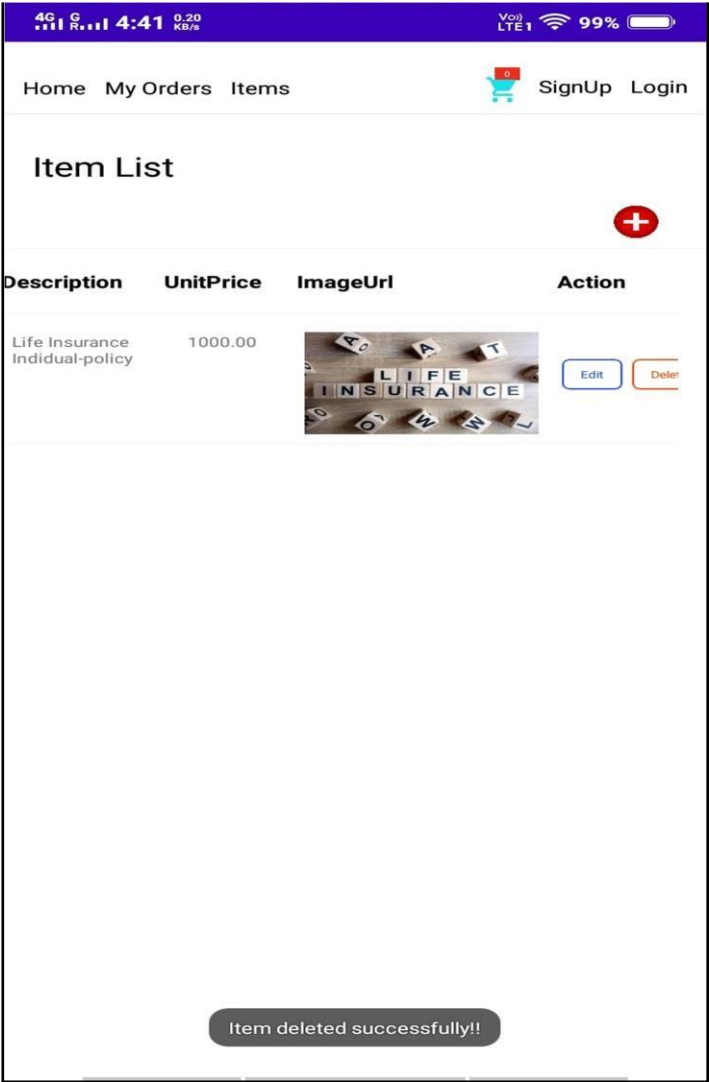 4G R 4:41 0.20 KB/s Vo)) LTE1 99%
Home My Orders Items 0 SignUp Login
Item List
Description UnitPrice ImageUrl Action
Life Insurance 1000.00
Indidual-policy
LIFE
INSURANCE
Edit Delet
Item deleted successfully!!